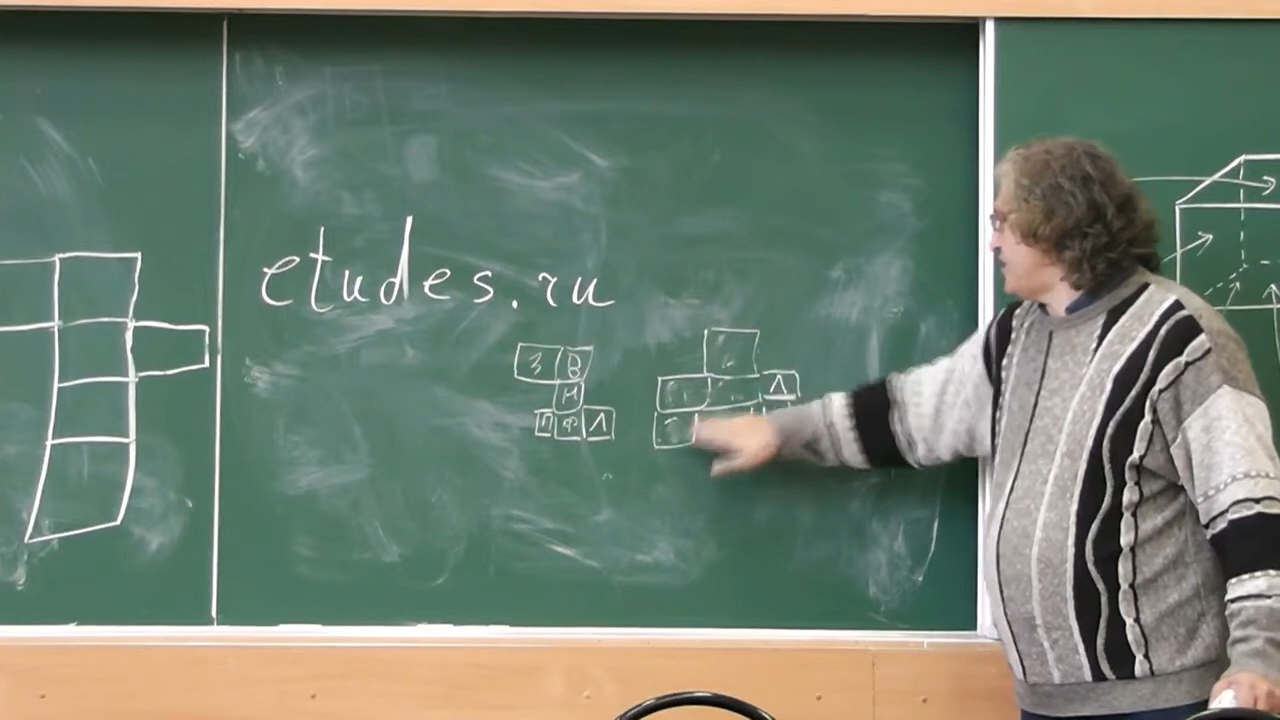 etudes.ru
З В
Н
П Ф Л
Л